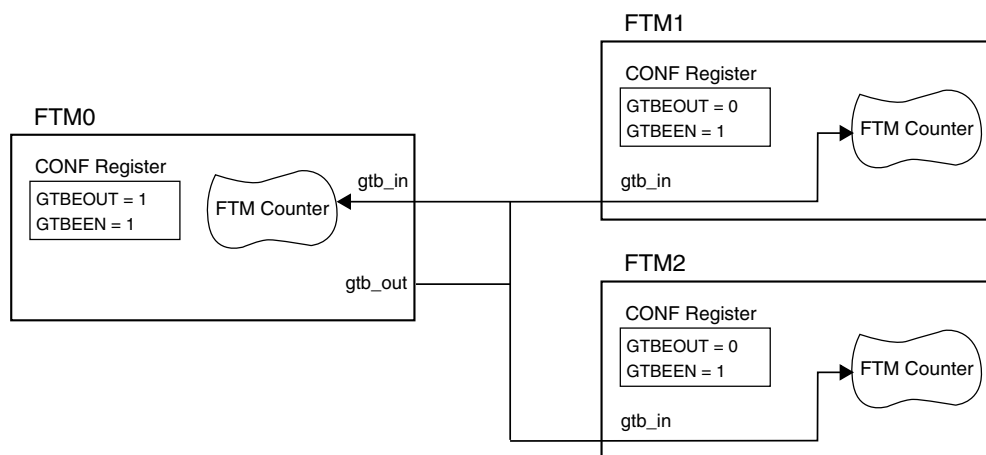 FTM0
CONF Register
GTBEOUT = 1
GTBEEN = 1
FTM Counter
gtb_in
gtb_out
FTM1
CONF Register
GTBEOUT = 0
GTBEEN = 1
FTM Counter
gtb_in
FTM2
CONF Register
GTBEOUT = 0
GTBEEN = 1
FTM Counter
gtb_in